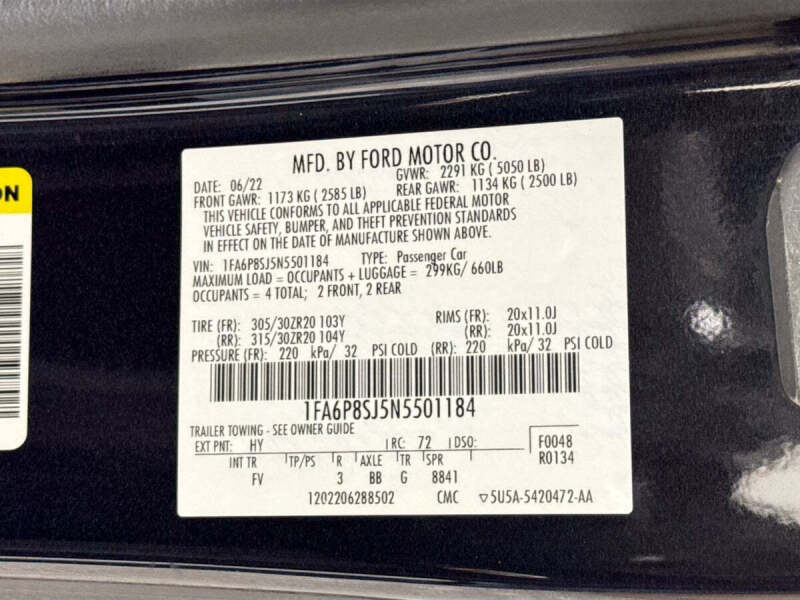 MFD. BY FORD MOTOR CO.
DATE: 06/22 GVWR: 2291 KG ( 5050 LB)
FRONT GAWR: 1173 KG ( 2585 LB) REAR GAWR: 1134 KG ( 2500 LB)
THIS VEHICLE CONFORMS TO ALL APPLICABLE FEDERAL MOTOR
VEHICLE SAFETY, BUMPER, AND THEFT PREVENTION STANDARDS
IN EFFECT ON THE DATE OF MANUFACTURE SHOWN ABOVE.
VIN: 1FA6P8SJ5N5501184 TYPE: Passenger Car
MAXIMUM LOAD = OCCUPANTS + LUGGAGE = 299KG/ 660LB
OCCUPANTS = 4 TOTAL; 2 FRONT, 2 REAR
TIRE (FR): 305/30ZR20 103Y RIMS (FR): 20x11.0J
(RR): 315/30ZR20 104Y (RR): 20x11.0J
PRESSURE (FR): 220 kPa/ 32 PSI COLD (RR): 220 kPa/ 32 PSI COLD
1FA6P8SJ5N5501184
TRAILER TOWING - SEE OWNER GUIDE
EXT PNT: HY RC: 72 DSO: F0048
R0134
INT TR TP/PS R AXLE TR SPR
FV 3 BB G 8841
1202206288502 CMC ▽5U5A-5420472-AA
ON